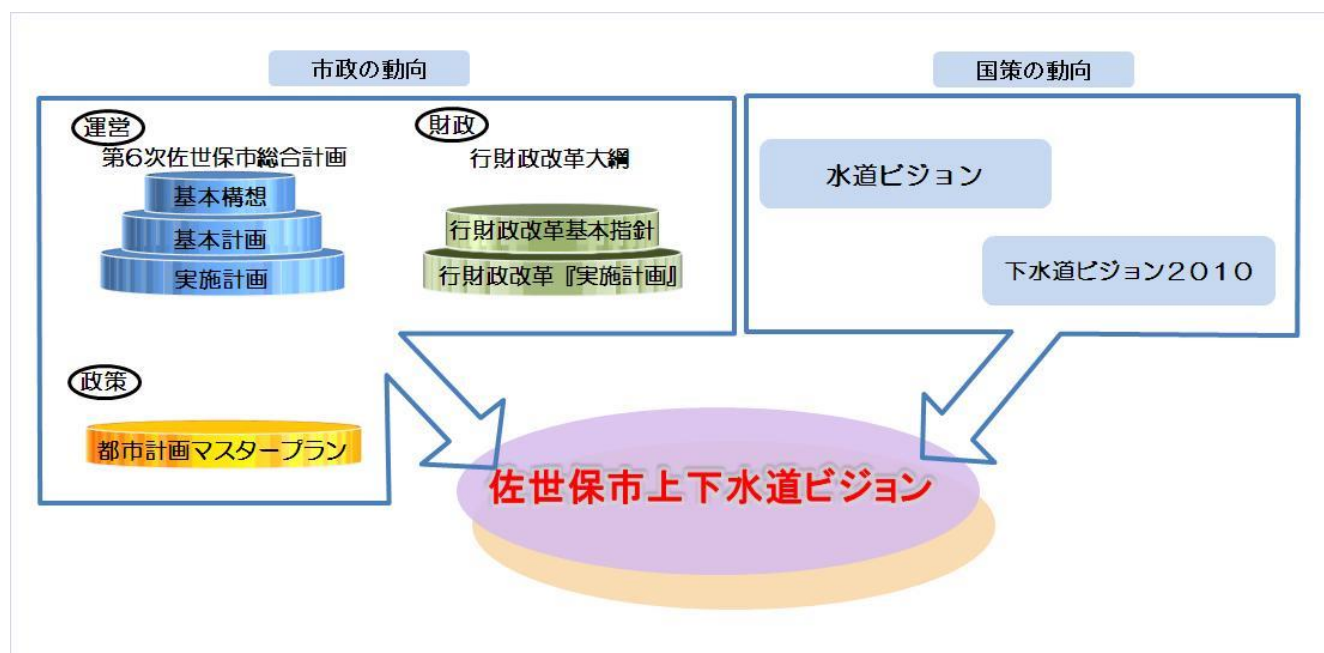 市政の動向
運営
第6次佐世保市総合計画
基本構想
基本計画
実施計画
財政
行財政改革大綱
行財政改革基本指針
行財政改革『実施計画』
政策
都市計画マスタープラン
国策の動向
水道ビジョン
下水道ビジョン2010
佐世保市上下水道ビジョン